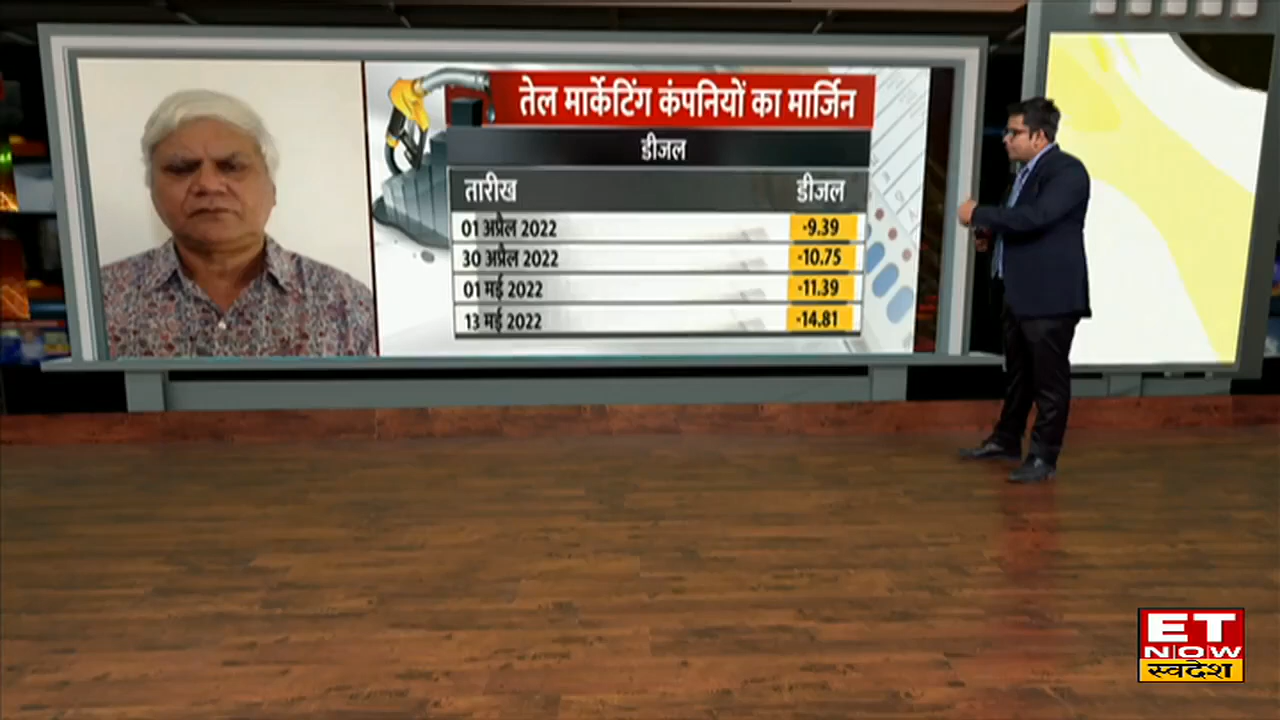 तेल मार्केटिंग कंपनियों का मार्जिन
डीजल
तारीख डीजल
01 अप्रैल 2022 -9.39
30 अप्रैल 2022 -10.75
01 मई 2022 -11.39
13 मई 2022 -14.81
ET
NOW
स्वदेश